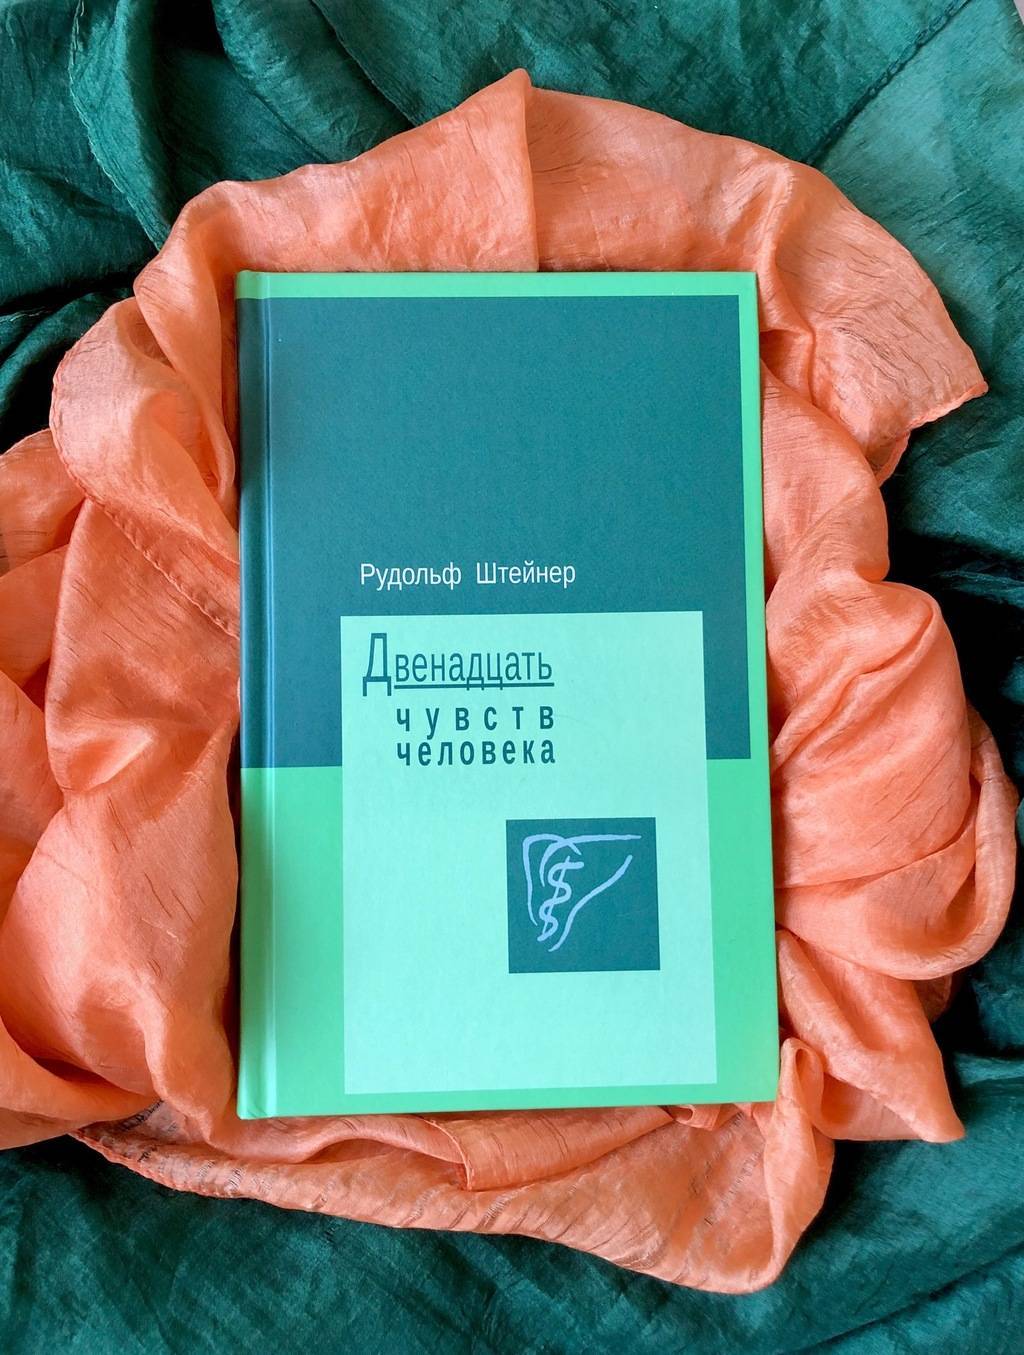 Рудольф Штейнер
Двенадцать
чувств
человека